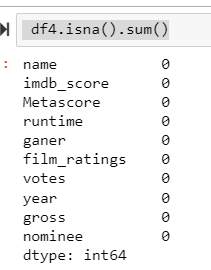 df4.isna().sum()
: name 0
imdb_score 0
Metascore 0
runtime 0
ganer 0
film_ratings 0
votes 0
year 0
gross 0
nominee 0
dtype: int64